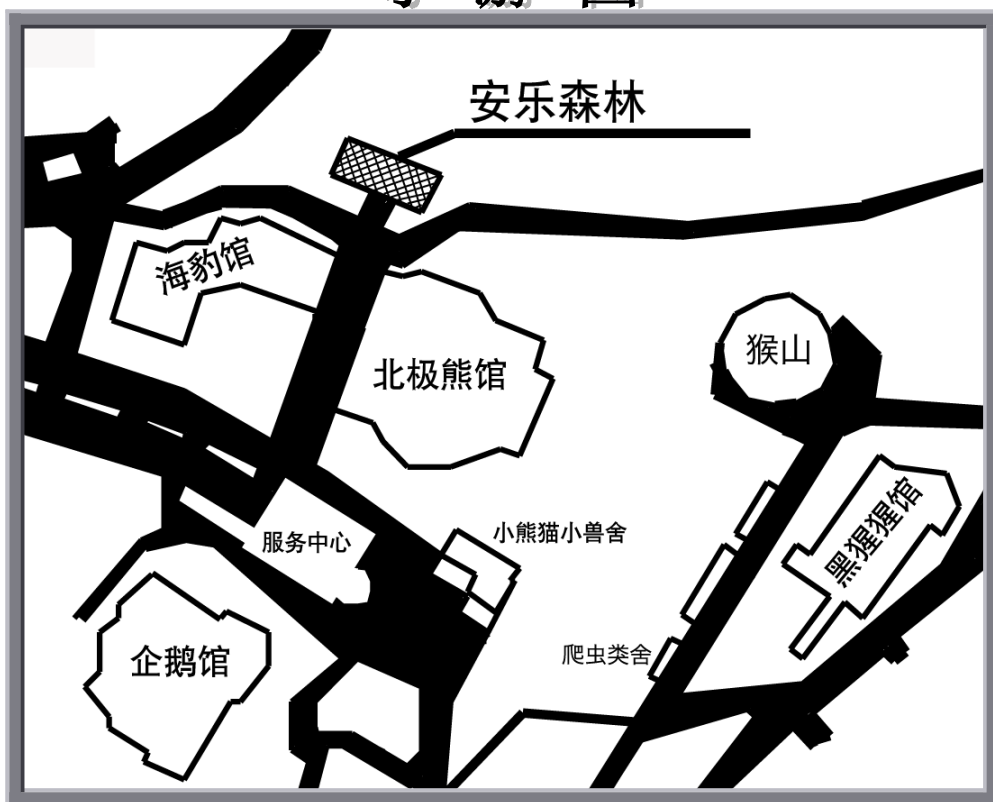 安乐森林
海豹馆
北极熊馆
猴山
黑猩猩馆
服务中心
小熊猫小兽舍
企鹅馆
爬虫类舍